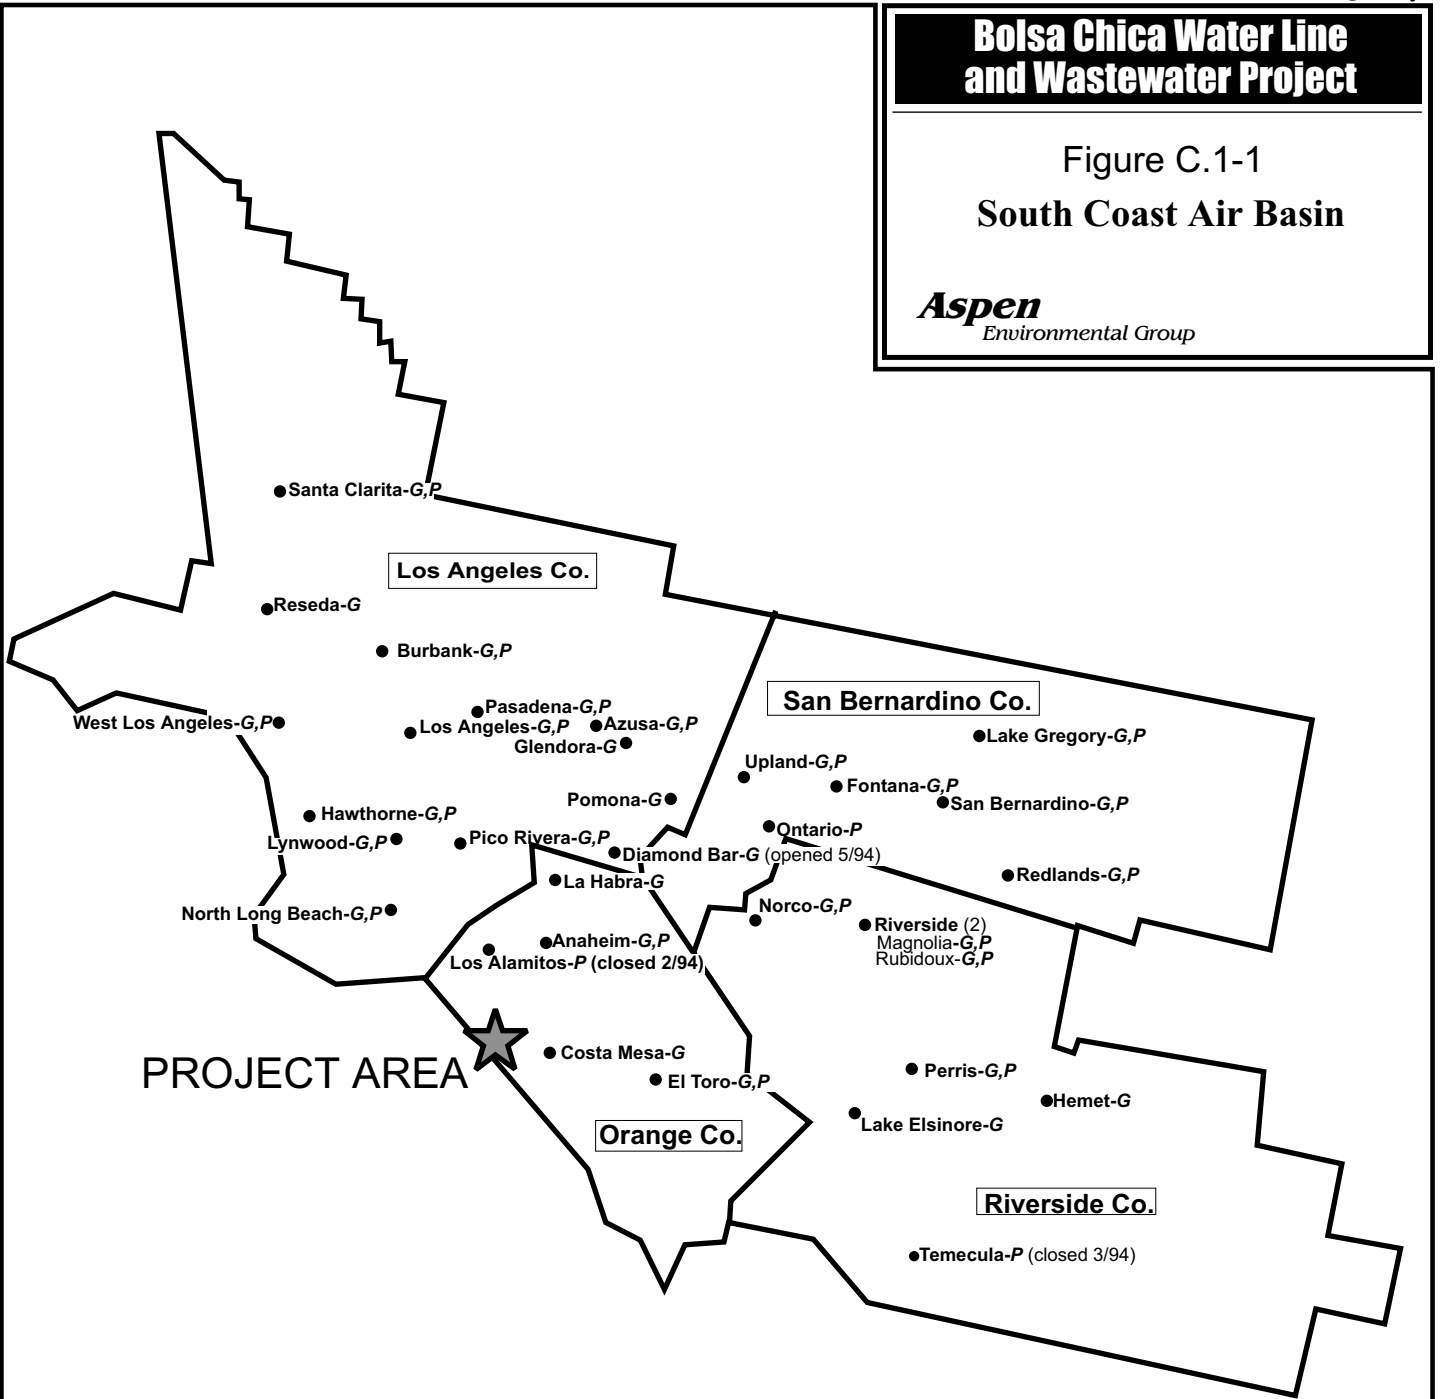 Bolsa Chica Water Line
and Wastewater Project
Figure C.1-1
South Coast Air Basin
Aspen
Environmental Group
Santa Clarita-G,P
Los Angeles Co.
Reseda-G
Burbank-G,P
San Bernardino Co.
Pasadena-G,P
West Los Angeles-G,P
Los Angeles-G,P
Azusa-G,P
Glendora-G
Lake Gregory-G,P
Upland-G,P
Fontana-G,P
Pomona-G
San Bernardino-G,P
Hawthorne-G,P
Lynwood-G,P
Pico Rivera-G,P
Ontario-P
Diamond Bar-G (opened 5/94)
La Habra-G
Redlands-G,P
North Long Beach-G,P
Norco-G,P
Riverside (2)
Magnolia-G,P
Rubidoux-G,P
Anaheim-G,P
Los Alamitos-P (closed 2/94)
PROJECT AREA
Costa Mesa-G
El Toro-G,P
Perris-G,P
Hemet-G
Lake Elsinore-G
Orange Co.
Riverside Co.
Temecula-P (closed 3/94)